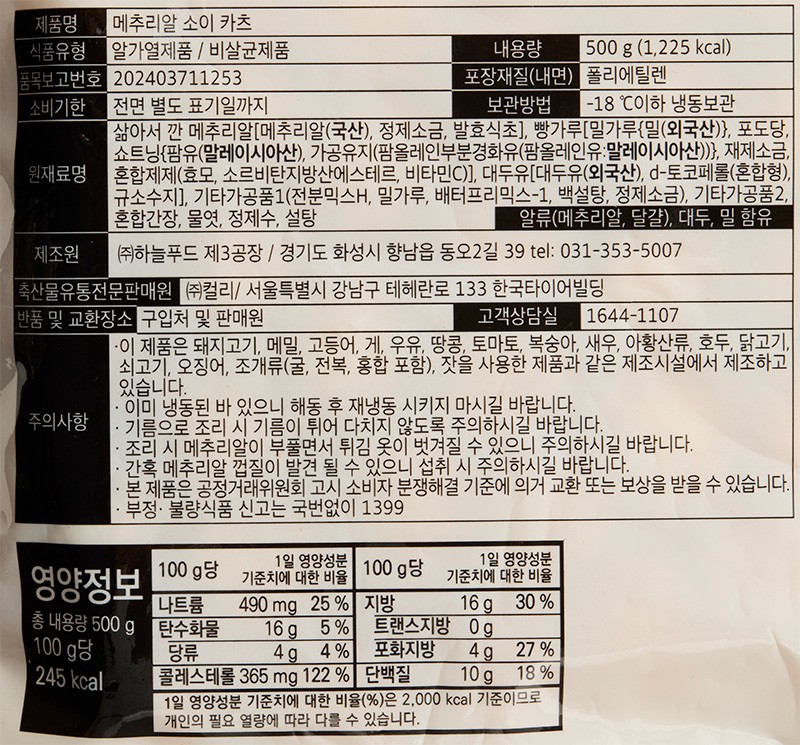 제품명 메추리알 소이 카츠
식품유형 알가열제품 / 비살균제품 내용량 500 g (1,225 kcal)
품목보고번호 202403711253 포장재질(내면) 폴리에틸렌
소비기한 전면 별도 표기일까지 보관방법 -18 ℃이하 냉동보관
원재료명
삶아서 깐 메추리알[메추리알(국산), 정제소금, 발효식초], 빵가루[밀가루{밀(외국산)}, 포도당,
쇼트닝{팜유(말레이시아산), 가공유지(팜올레인부분경화유(팜올레인유:말레이시아산))}, 재제소금,
혼합제제(효모, 소르비탄지방산에스테르, 비타민C)], 대두유[대두유(외국산), d-토코페롤(혼합형),
규소수지], 기타가공품1(전분믹스H, 밀가루, 배터프리믹스-1, 백설탕, 정제소금), 기타가공품2,
혼합간장, 물엿, 정제수, 설탕 알류(메추리알, 달걀), 대두, 밀 함유
제조원 ㈜하늘푸드 제3공장 / 경기도 화성시 향남읍 동오2길 39 tel: 031-353-5007
축산물유통전문판매원 ㈜컬리/ 서울특별시 강남구 테헤란로 133 한국타이어빌딩
반품 및 교환장소 구입처 및 판매원 고객상담실 1644-1107
주의사항
·이 제품은 돼지고기, 메밀, 고등어, 게, 우유, 땅콩, 토마토, 복숭아, 새우, 아황산류, 호두, 닭고기,
쇠고기, 오징어, 조개류(굴, 전복, 홍합 포함), 잣을 사용한 제품과 같은 제조시설에서 제조하고
있습니다.
· 이미 냉동된 바 있으니 해동 후 재냉동 시키지 마시길 바랍니다.
· 기름으로 조리 시 기름이 튀어 다치지 않도록 주의하시길 바랍니다.
· 조리 시 메추리알이 부풀면서 튀김 옷이 벗겨질 수 있으니 주의하시길 바랍니다.
· 간혹 메추리알 껍질이 발견 될 수 있으니 섭취 시 주의하시길 바랍니다.
· 본 제품은 공정거래위원회 고시 소비자 분쟁해결 기준에 의거 교환 또는 보상을 받을 수 있습니다.
· 부정· 불량식품 신고는 국번없이 1399
영양정보
총 내용량 500 g
100 g당
245 kcal
100 g당 1일 영양성분 기준치에 대한 비율 100 g당 1일 영양성분 기준치에 대한 비율
나트륨 490 mg 25 % 지방 16 g 30 %
탄수화물 16 g 5 % 트랜스지방 0 g
당류 4 g 4 % 포화지방 4 g 27 %
콜레스테롤 365 mg 122 % 단백질 10 g 18 %
1일 영양성분 기준치에 대한 비율(%)은 2,000 kcal 기준이므로
개인의 필요 열량에 따라 다를 수 있습니다.